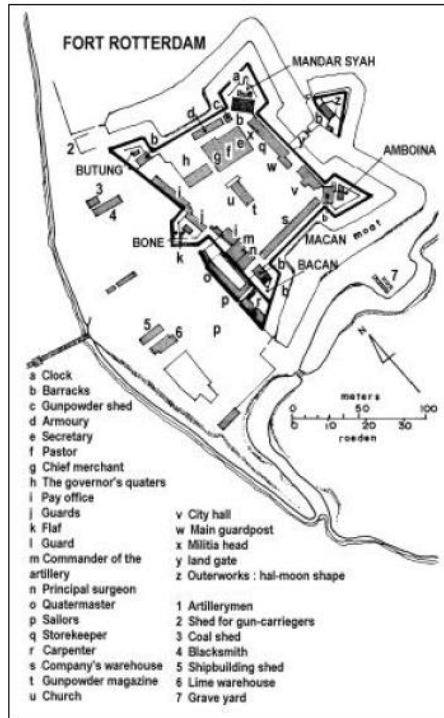 FORT ROTTERDAM
MANDAR SYAH
AMBOINA
BUTUNG
MACAN
moat
BONE
BACAN
N
meters
0 10 20 30 100
roeden
a Clock
b Barracks
c Gunpowder shed
d Armoury
e Secretary
f Pastor
g Chief merchant
h The governor's quaters
i Pay office
j Guards
k Flaf
l Guard
m Commander of the artillery
n Principal surgeon
o Quatermaster
p Sailors
q Storekeeper
r Carpenter
s Company's warehouse
t Gunpowder magazine
u Church
v City hall
w Main guardpost
x Militia head
y land gate
z Outerworks : hal-moon shape
1 Artillerymen
2 Shed for gun-carriegers
3 Coal shed
4 Blacksmith
5 Shipbuilding shed
6 Lime warehouse
7 Grave yard